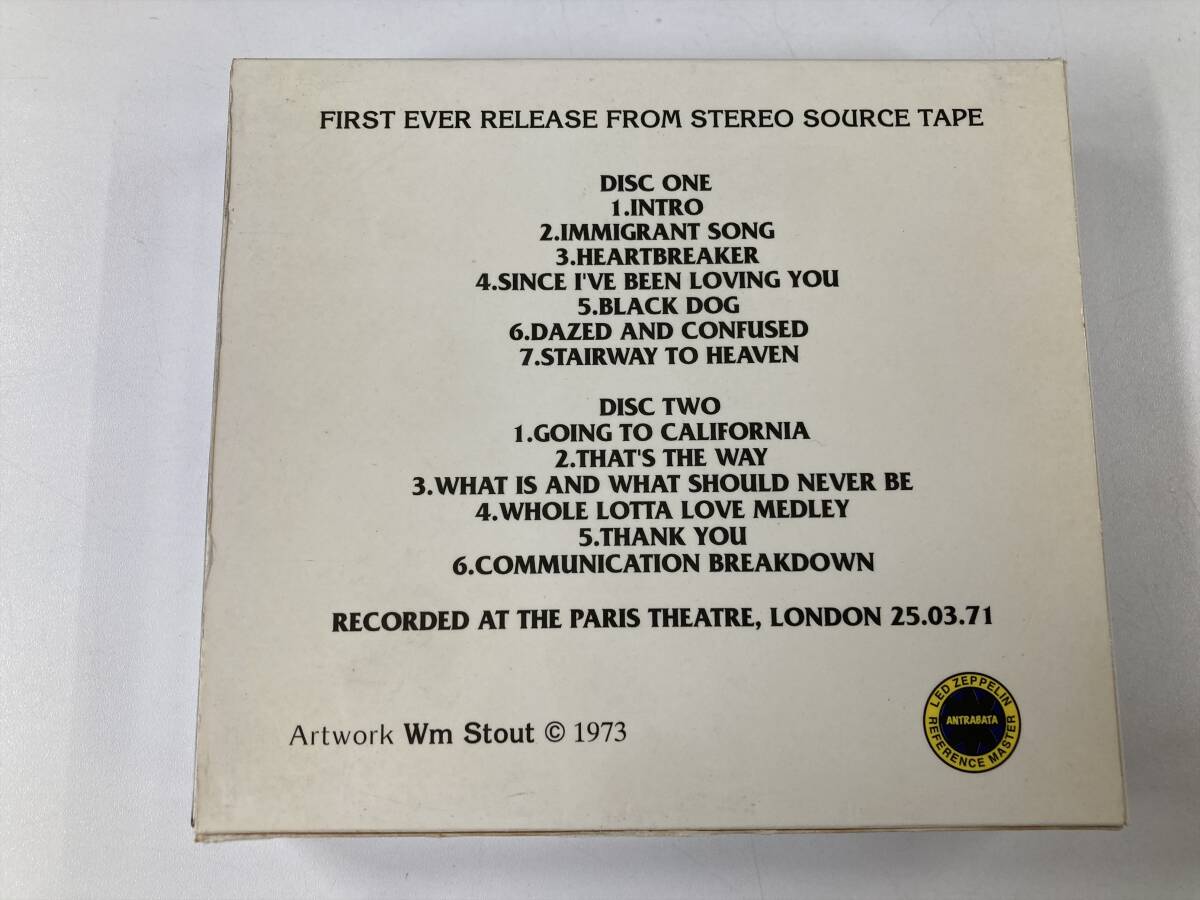 FIRST EVER RELEASE FROM STEREO SOURCE TAPE
DISC ONE
1.INTRO
2.IMMIGRANT SONG
3.HEARTBREAKER
4.SINCE I'VE BEEN LOVING YOU
5.BLACK DOG
6.DAZED AND CONFUSED
7.STAIRWAY TO HEAVEN
DISC TWO
1.GOING TO CALIFORNIA
2.THAT'S THE WAY
3.WHAT IS AND WHAT SHOULD NEVER BE
4.WHOLE LOTTA LOVE MEDLEY
5.THANK YOU
6.COMMUNICATION BREAKDOWN
RECORDED AT THE PARIS THEATRE, LONDON 25.03.71
Artwork Wm Stout © 1973
LED ZEPPELIN
ANTRABATA
REFERENCE MASTER